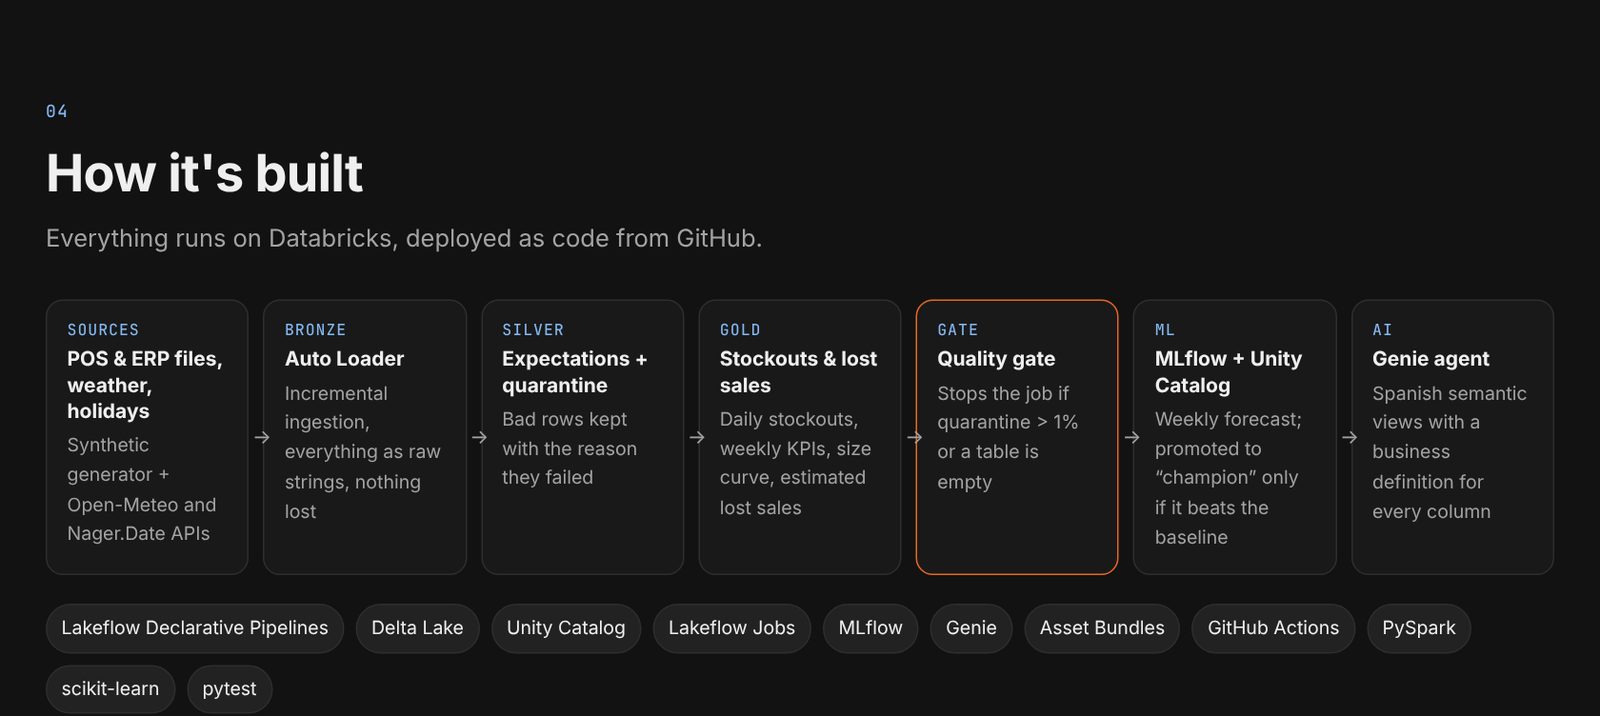 04
How it's built
Everything runs on Databricks, deployed as code from GitHub.
SOURCES
POS & ERP files,
weather,
holidays
Synthetic
generator +
Open-Meteo and
Nager.Date APIs
→
BRONZE
Auto Loader
Incremental
ingestion,
everything as raw
strings, nothing
lost
→
SILVER
Expectations +
quarantine
Bad rows kept
with the reason
they failed
→
GOLD
Stockouts & lost
sales
Daily stockouts,
weekly KPIs, size
curve, estimated
lost sales
→
GATE
Quality gate
Stops the job if
quarantine > 1%
or a table is
empty
→
ML
MLflow + Unity
Catalog
Weekly forecast;
promoted to
“champion” only
if it beats the
baseline
→
AI
Genie agent
Spanish semantic
views with a
business
definition for
every column
Lakeflow Declarative Pipelines
Delta Lake
Unity Catalog
Lakeflow Jobs
MLflow
Genie
Asset Bundles
GitHub Actions
PySpark
scikit-learn
pytest